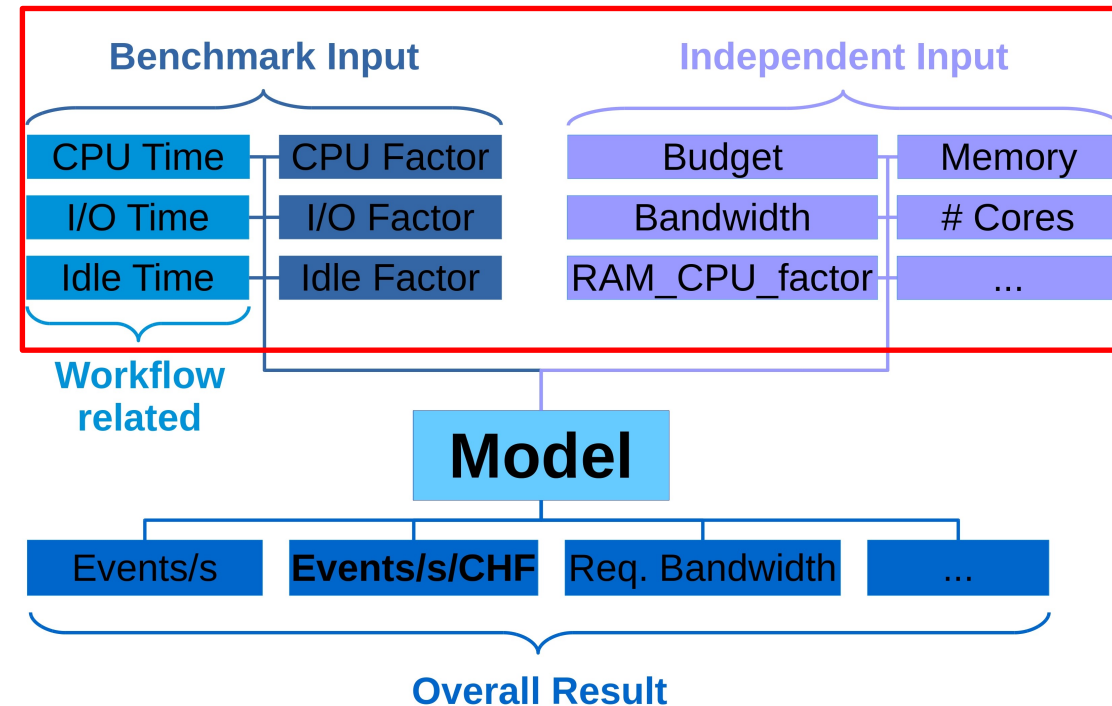 Benchmark Input
Independent Input
CPU Time
CPU Factor
Budget
Memory
I/O Time
I/O Factor
Bandwidth
# Cores
Idle Time
Idle Factor
RAM_CPU_factor
...
Workflow
related
Model
Events/s
Events/s/CHF
Req. Bandwidth
...
Overall Result